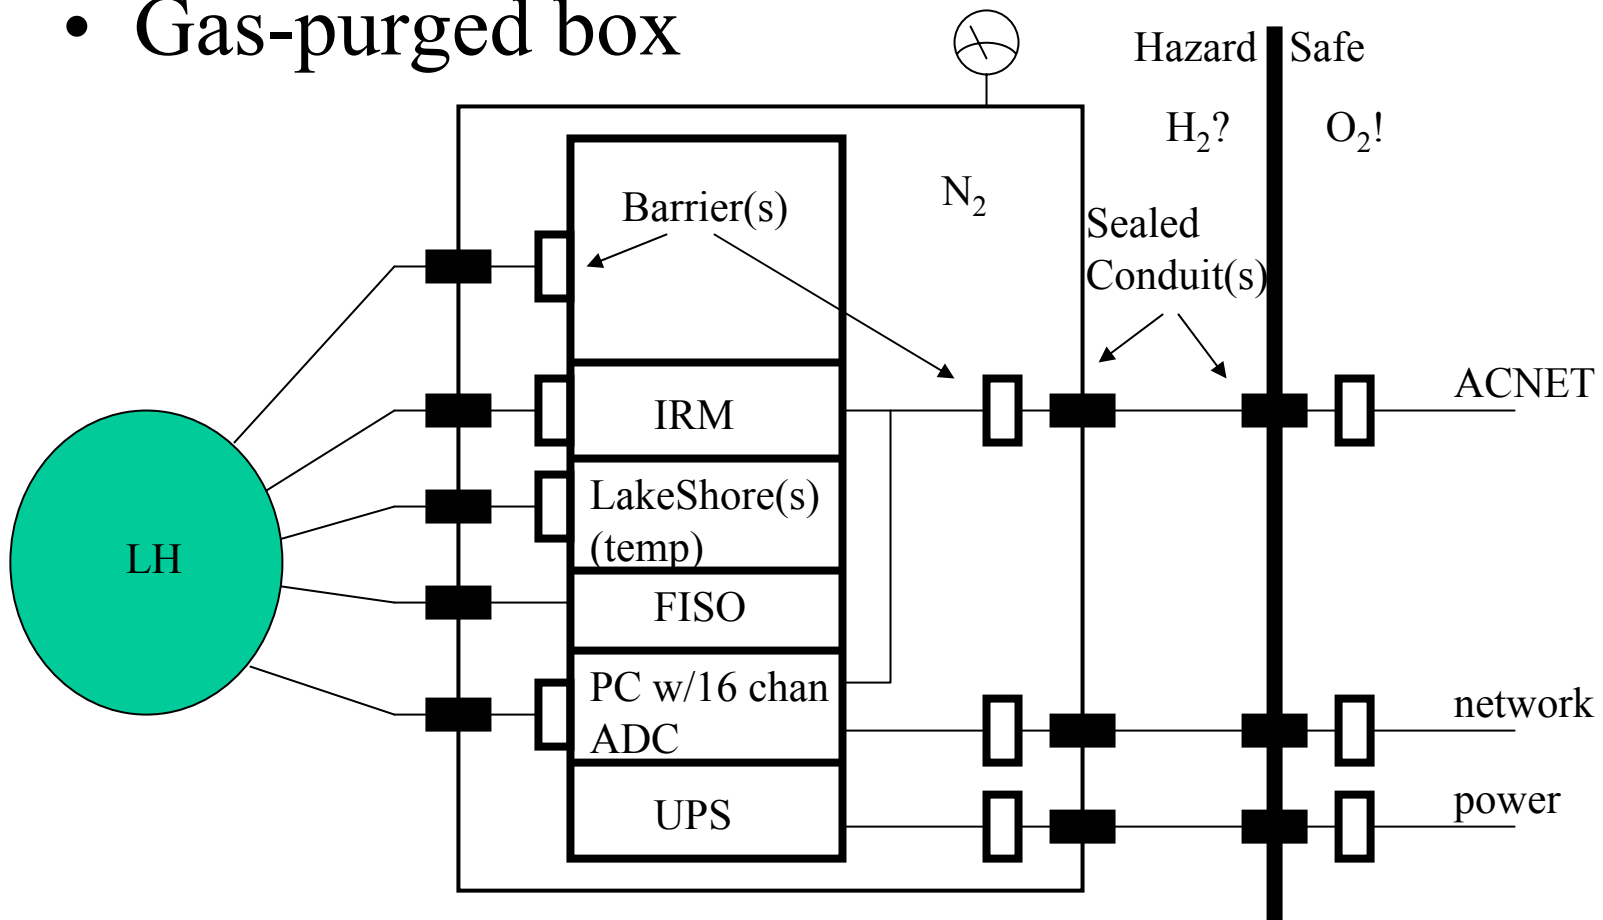 • Gas-purged box
Hazard Safe
H₂? O₂!
Barrier(s)
N₂
Sealed
Conduit(s)
ACNET
IRM
LakeShore(s)
(temp)
LH
FISO
PC w/16 chan
ADC
network
UPS
power